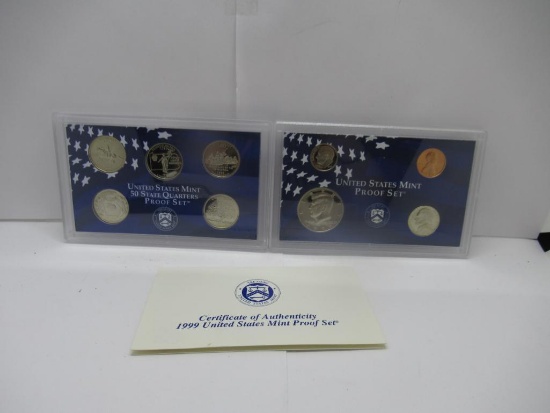 United States Mint
50 State Quarters
Proof Set™
United States Mint
Proof Set®
Certificate of Authenticity
1999 United States Mint Proof Set®